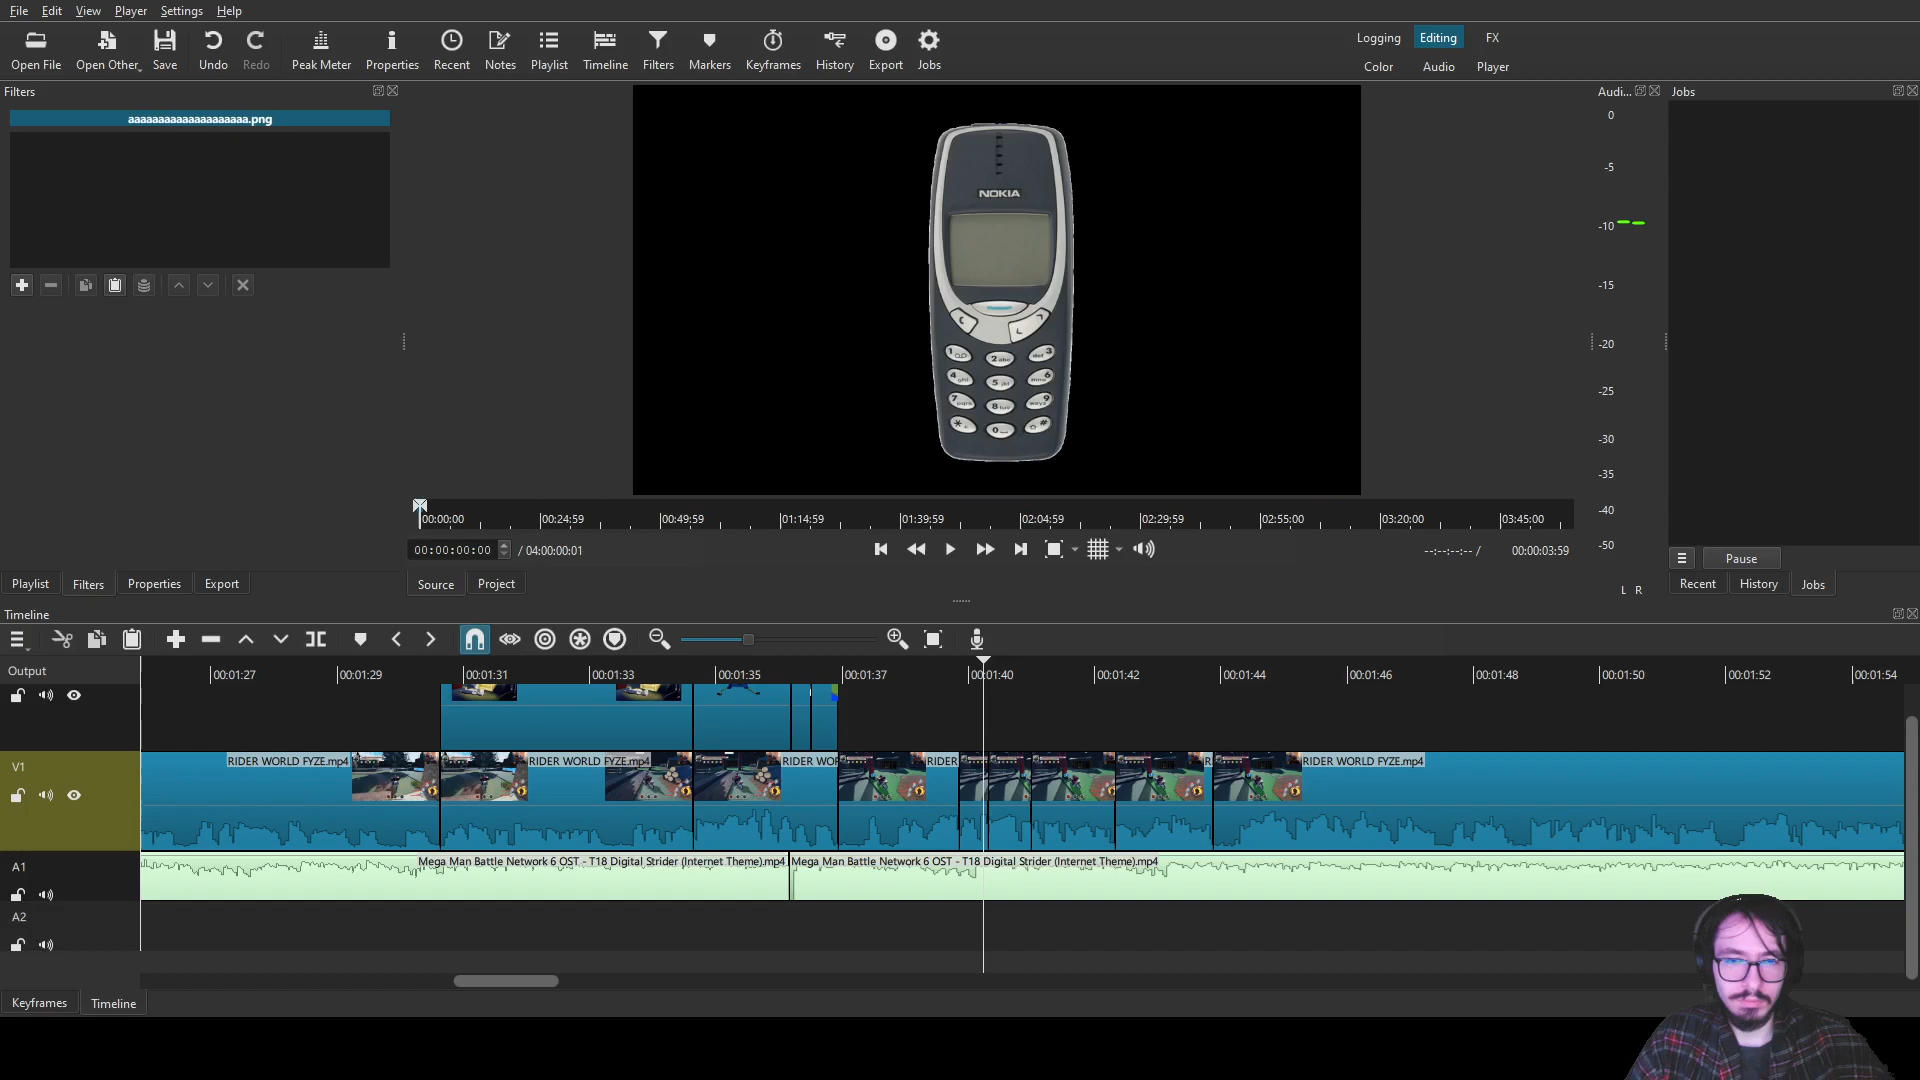 File Edit View Player Settings Help
Open File Open Other Save Undo Redo Peak Meter Properties Recent Notes Playlist Timeline Filters Markers Keyframes History Export Jobs
Logging Editing FX
Color Audio Player
Filters
aaaaaaaaaaaaaaaaaaaa.png
NOKIA
Audi...
0
-5
-10
-15
-20
-25
-30
-35
-40
-45
-50
L R
Jobs
00:00:00 00:24:59 00:49:59 01:14:59 01:39:59 02:04:59 02:29:59 02:55:00 03:20:00 03:45:00
00:00:00:00 / 04:00:00:01
--:--:--:-- / 00:00:03:59
Pause
Playlist Filters Properties Export
Source Project
Recent History Jobs
Timeline
Output
00:01:27 00:01:29 00:01:31 00:01:33 00:01:35 00:01:37 00:01:40 00:01:42 00:01:44 00:01:46 00:01:48 00:01:50 00:01:52 00:01:54
V1
RIDER WORLD FYZE.mp4 RIDER WORLD FYZE.mp4 RIDER WOR RIDER R RIDER WORLD FYZE.mp4
A1
Mega Man Battle Network 6 OST - T18 Digital Strider (Internet Theme).mp4 Mega Man Battle Network 6 OST - T18 Digital Strider (Internet Theme).mp4
A2
Keyframes Timeline